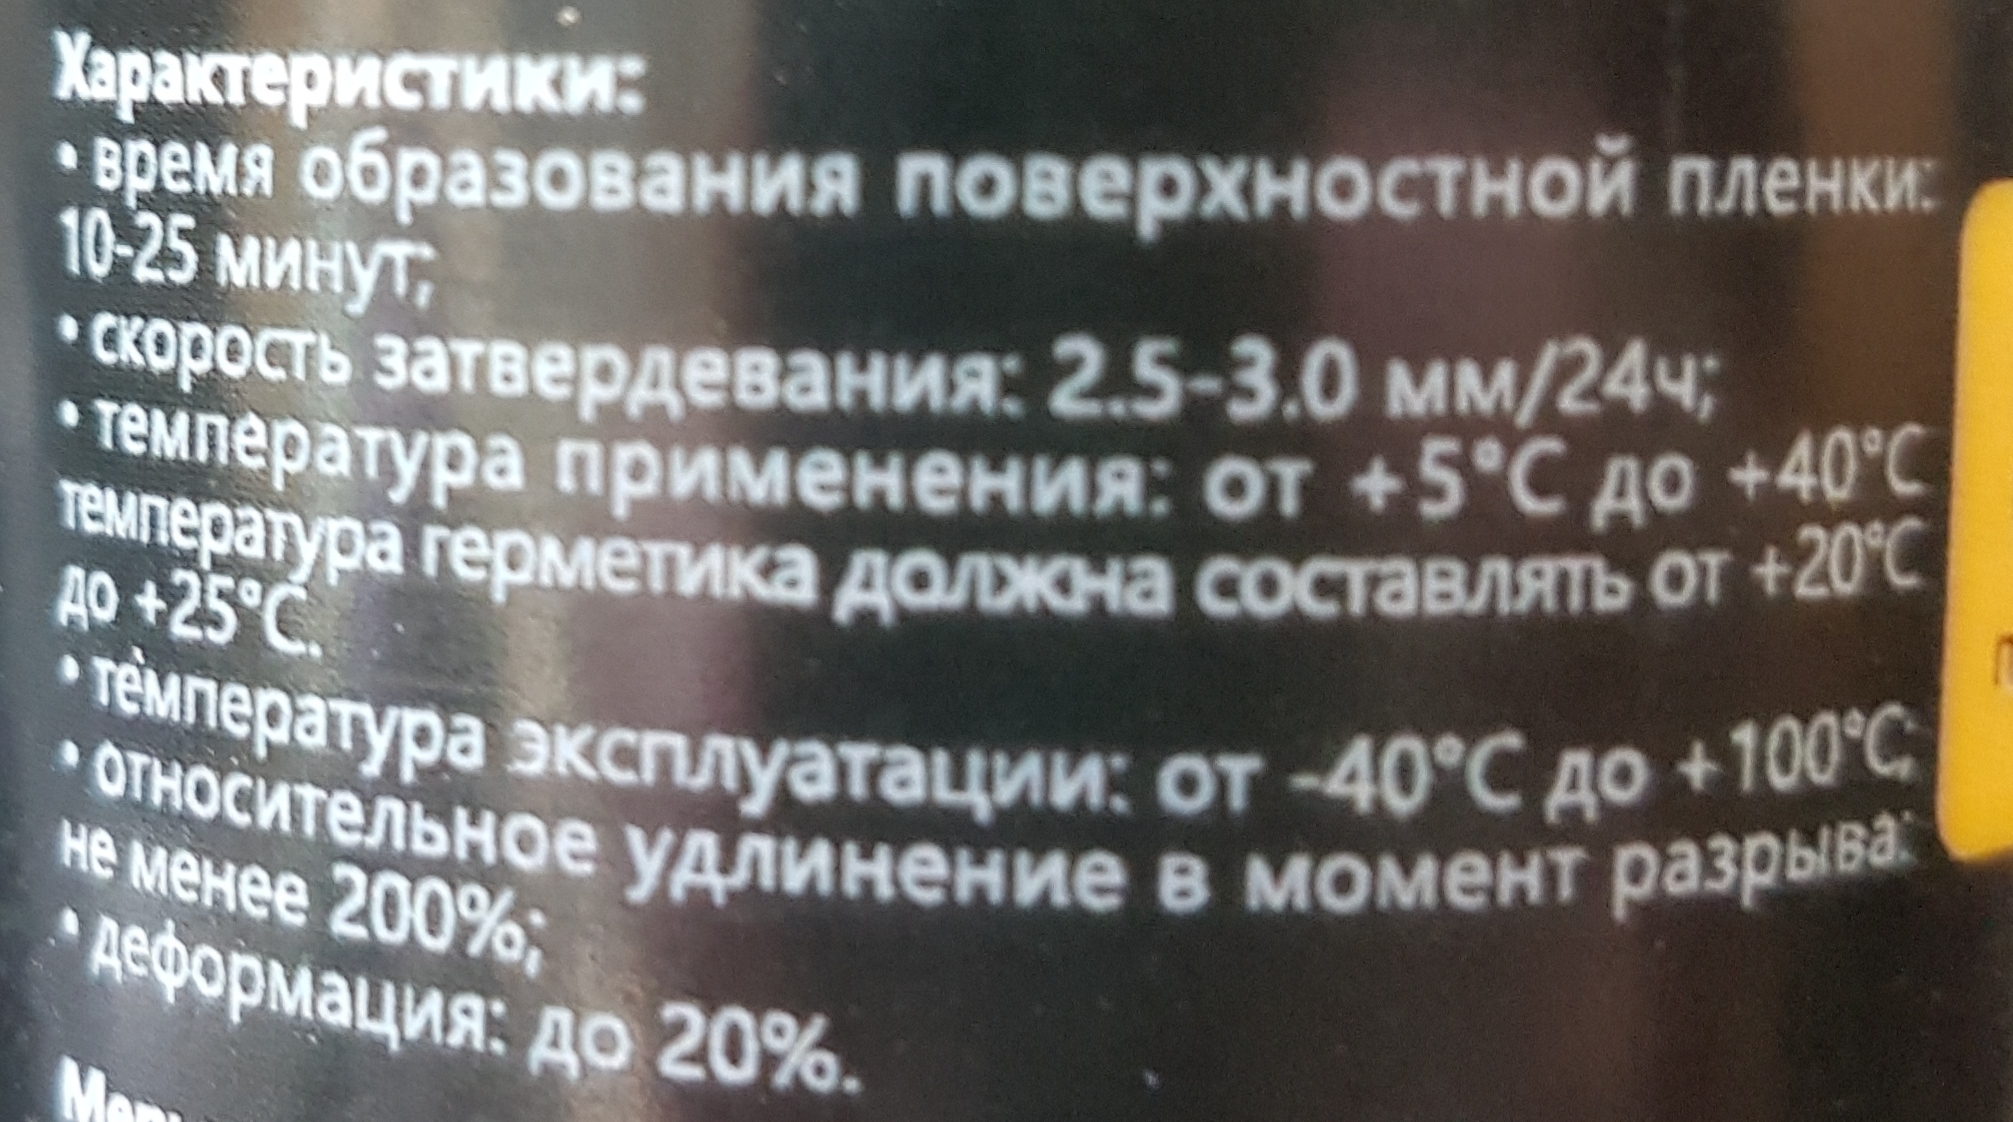 Характеристики:
• время образования поверхностной пленки:
10-25 минут;
• скорость затвердевания: 2.5-3.0 мм/24ч;
• температура применения: от +5°C до +40°C
температура герметика должна составлять от +20°C
до +25°C.
• температура эксплуатации: от -40°C до +100°C;
• относительное удлинение в момент разрыва:
не менее 200%;
• деформация: до 20%.